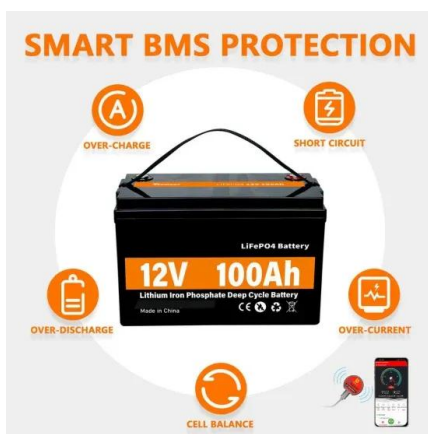 SMART BMS PROTECTION
A
OVER-CHARGE
SHORT CIRCUIT
LiFePO4 Battery
12V 100Ah
Lithium Iron Phosphate Deep Cycle Battery
Made in China
CE
OVER-DISCHARGE
OVER-CURRENT
CELL BALANCE